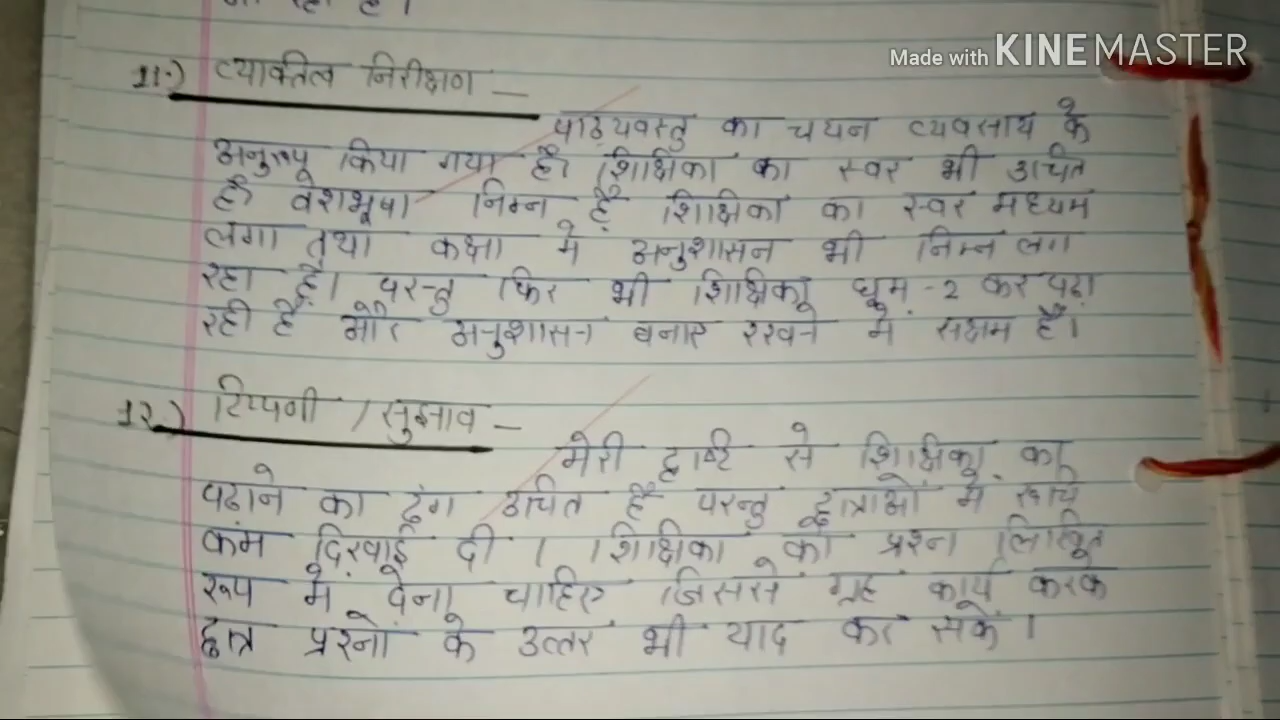 जा रहा है।
Made with KINEMASTER
11.) व्यक्तित्व निरीक्षण –
पाठ्यवस्तु का चयन व्यवसाय के
अनुरूप किया गया है। शिक्षिका का स्वर भी उचित
है वेशभूषा निम्न है शिक्षिका का स्वर मध्यम
लगा तथा कक्षा में अनुशासन भी निम्न लग
रहा है। परन्तु फिर भी शिक्षिका घूम-2 कर पढ़ा
रही है और अनुशासन बनाए रखने में सक्षम है।
12.) टिप्पणी / सुझाव –
मेरी दृष्टि से शिक्षिका का
पढाने का ढंग उचित है परन्तु छात्राओं में रूचि
कम दिखाई दी । शिक्षिका को प्रश्न लिखित
रूप में देना चाहिए जिससे गृह कार्य करके
छात्र प्रश्नों के उत्तर भी याद कर सकें ।